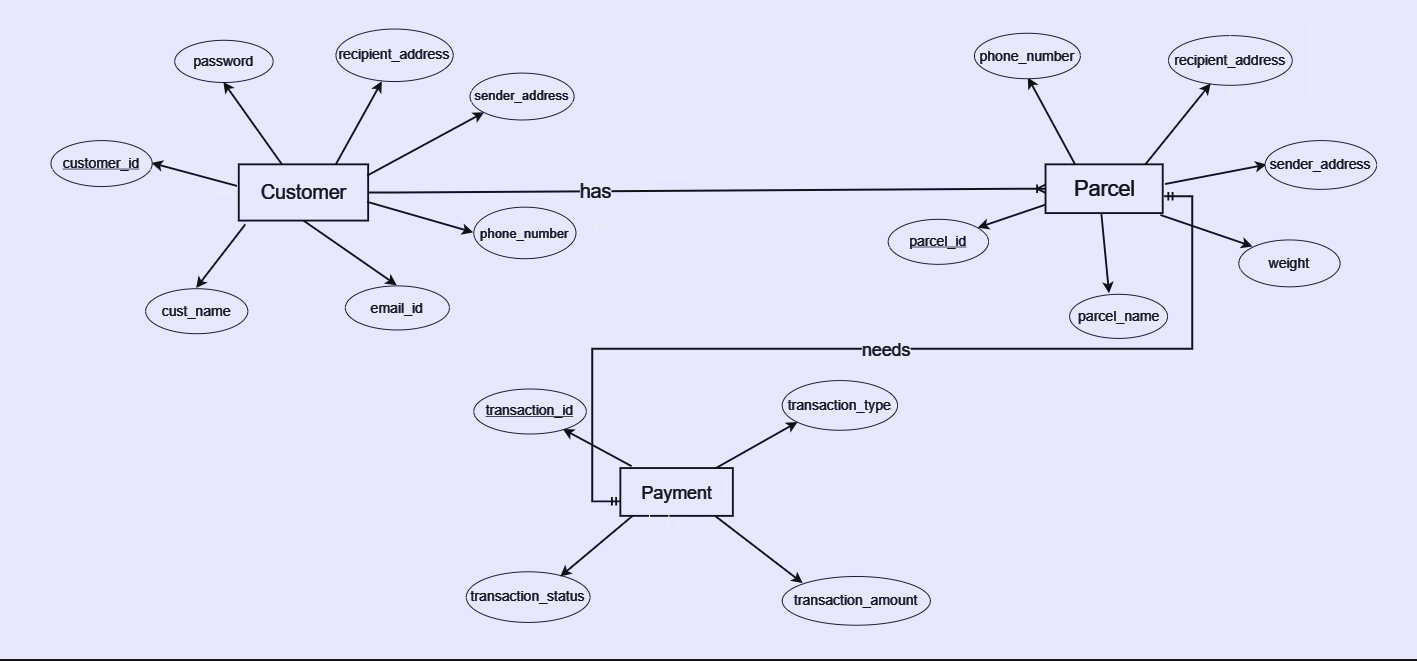 password
recipient_address
sender_address
customer_id
Customer
has
phone_number
cust_name
email_id
phone_number
recipient_address
sender_address
Parcel
parcel_id
weight
parcel_name
needs
transaction_id
transaction_type
Payment
transaction_status
transaction_amount